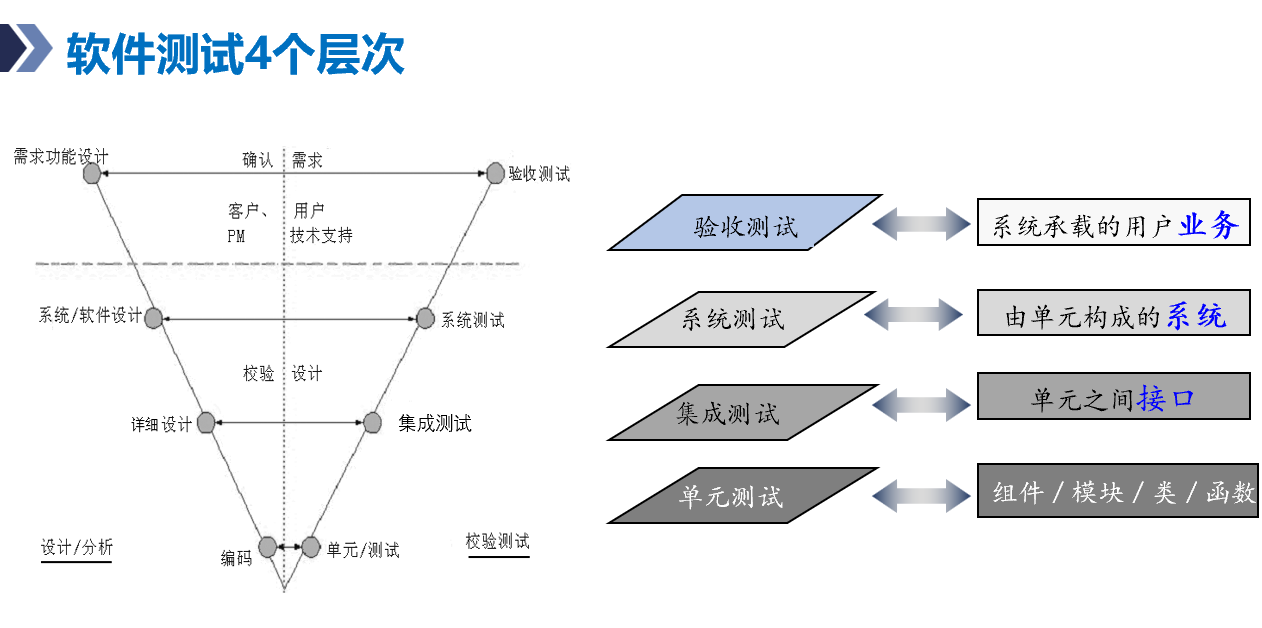 软件测试4个层次
需求功能设计
确认 需求
验收测试
客户、 用户
PM 技术支持
系统/软件设计
系统测试
校验 设计
详细设计
集成测试
设计/分析
编码
单元/测试
校验测试
验收测试
系统承载的用户业务
系统测试
由单元构成的系统
集成测试
单元之间接口
单元测试
组件/模块/类/函数